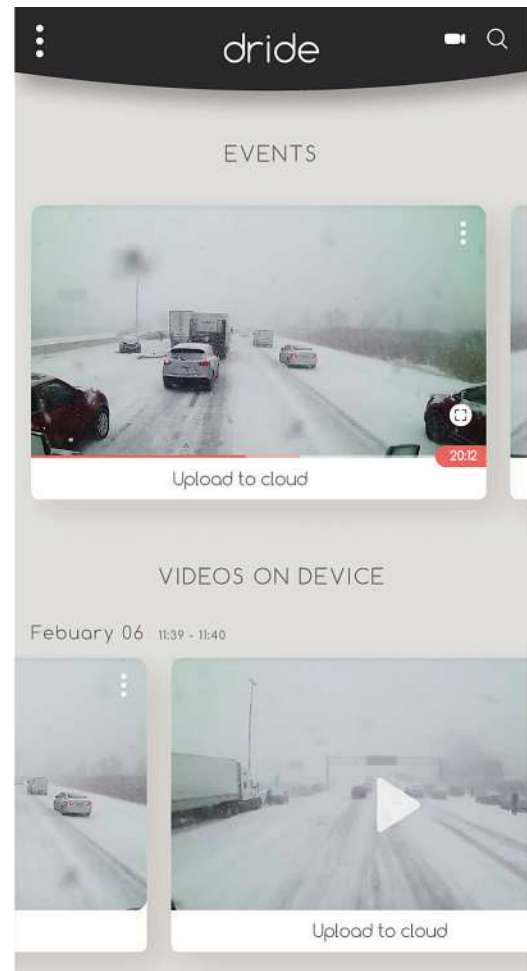 dride
EVENTS
20:12
Upload to cloud
VIDEOS ON DEVICE
Febuary 06 11:39 - 11:40
Upload to cloud